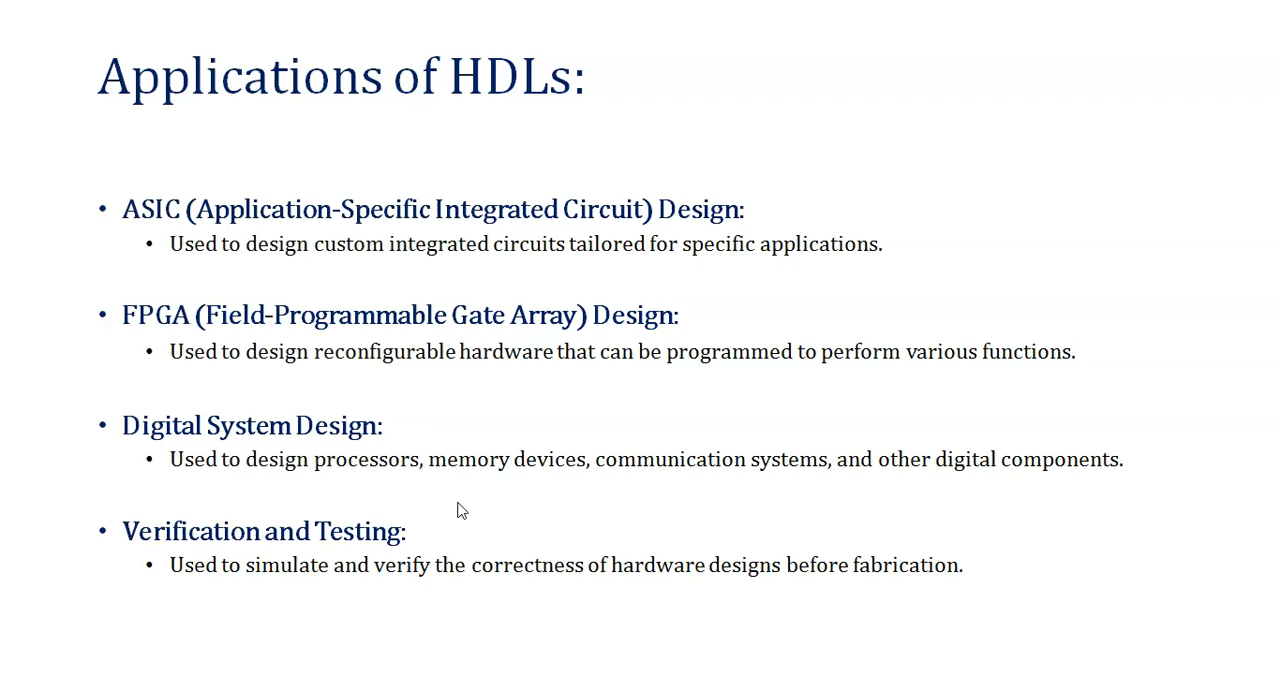 Applications of HDLs:
• ASIC (Application-Specific Integrated Circuit) Design:
• Used to design custom integrated circuits tailored for specific applications.
• FPGA (Field-Programmable Gate Array) Design:
• Used to design reconfigurable hardware that can be programmed to perform various functions.
• Digital System Design:
• Used to design processors, memory devices, communication systems, and other digital components.
• Verification and Testing:
• Used to simulate and verify the correctness of hardware designs before fabrication.